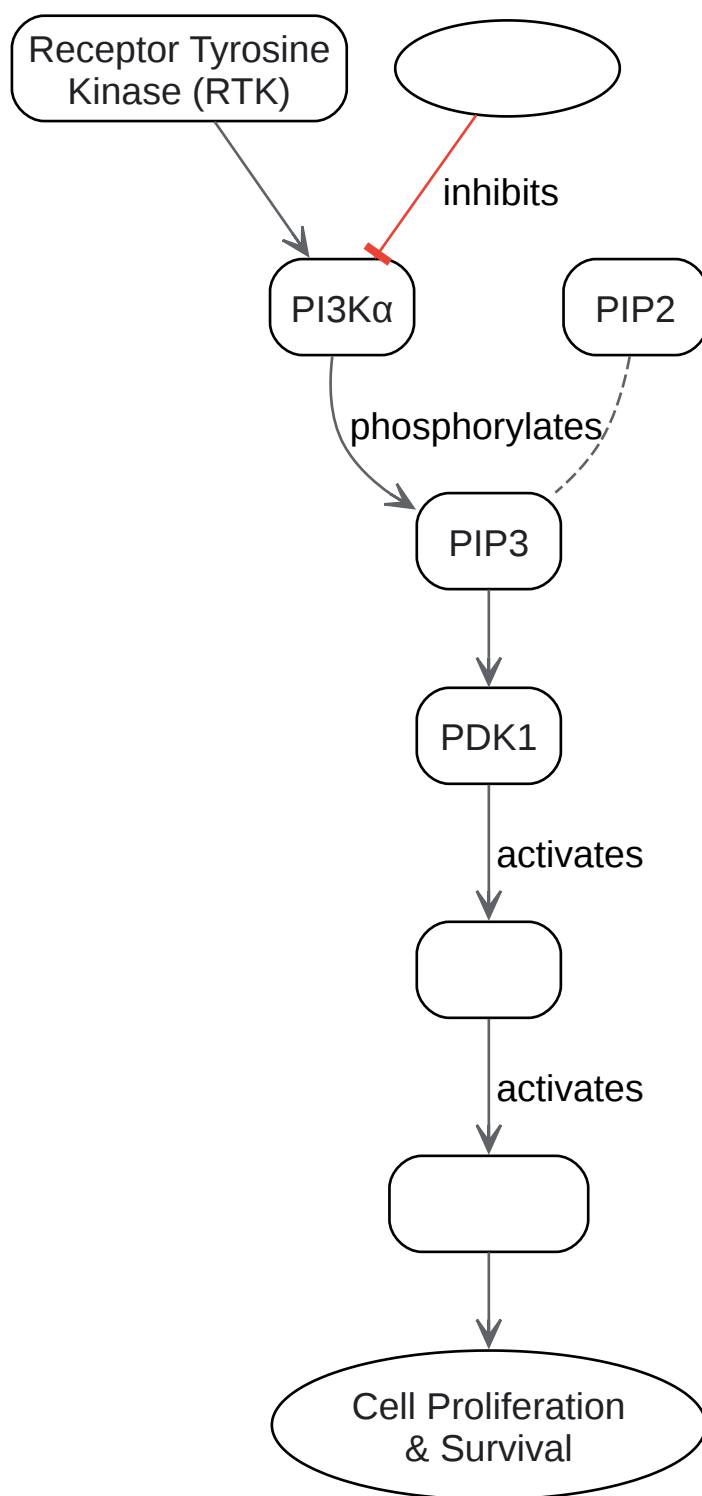 Receptor Tyrosine
Kinase (RTK)
inhibits
PI3Kα
PIP2
phosphorylates
PIP3
PDK1
activates
activates
Cell Proliferation
& Survival